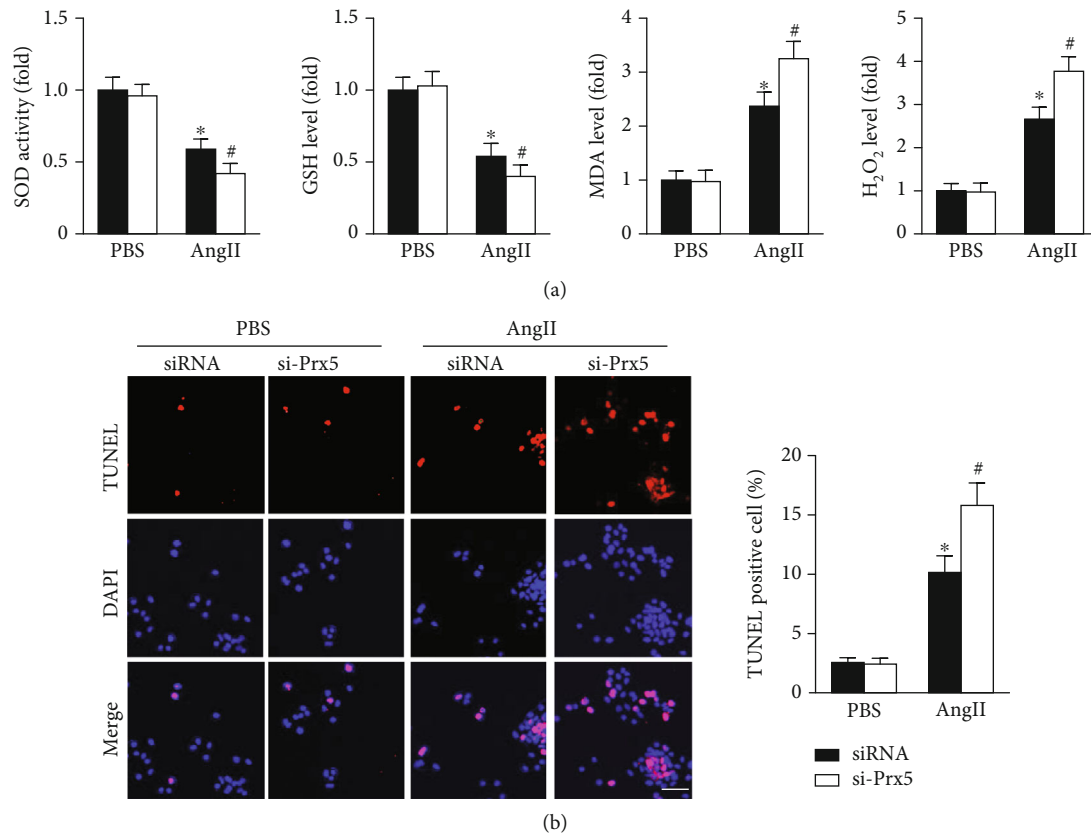 SOD activity (fold)
1.5
1.0
0.5
0
*
#
PBS AngII
GSH level (fold)
1.5
1.0
0.5
0
*
#
PBS AngII
MDA level (fold)
4
3
2
1
0
*
#
PBS AngII
H₂O₂ level (fold)
5
4
3
2
1
0
*
#
PBS AngII
(a)
PBS AngII
siRNA si-Prx5 siRNA si-Prx5
TUNEL
DAPI
Merge
TUNEL positive cell (%)
20
15
10
5
0
*
#
PBS AngII
siRNA
si-Prx5
(b)